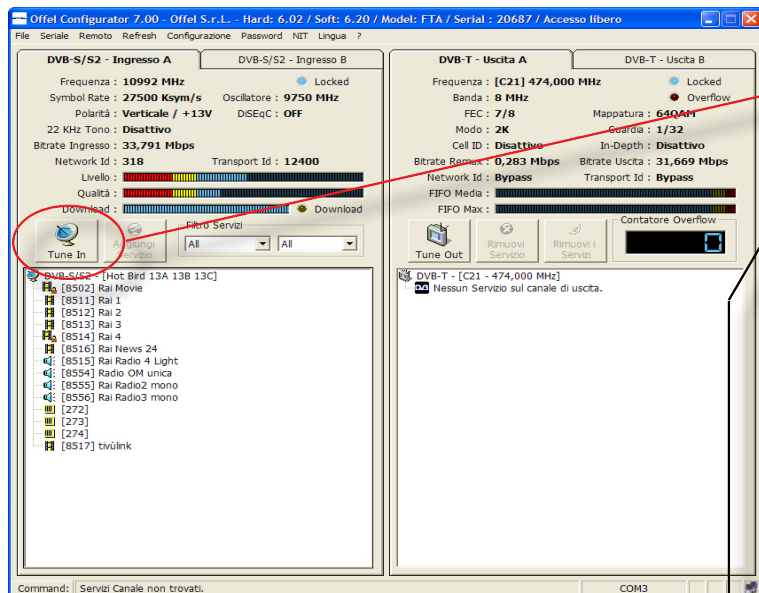 Offel Configurator 7.00 - Offel S.r.L. - Hard: 6.02 / Soft: 6.20 / Model: FTA / Serial : 20687 / Accesso libero
File Seriale Remoto Refresh Configurazione Password NIT Lingua ?
DVB-S/S2 - Ingresso A
DVB-S/S2 - Ingresso B
Frequenza : 10992 MHz
Locked
Symbol Rate : 27500 Ksym/s Oscillatore : 9750 MHz
Polarità : Verticale / +13V DiSEqC : OFF
22 KHz Tono : Disattivo
Bitrate Ingresso : 33,791 Mbps
Network Id : 318 Transport Id : 12400
Livello :
Qualità :
Download : Download
Tune In
Aggiungi Servizio
Filtro Servizi
All
All
DVB-S/S2 - [Hot Bird 13A 13B 13C]
[8502] Rai Movie
[8511] Rai 1
[8512] Rai 2
[8513] Rai 3
[8514] Rai 4
[8516] Rai News 24
[8515] Rai Radio 4 Light
[8554] Radio OM unica
[8555] Rai Radio2 mono
[8556] Rai Radio3 mono
[272]
[273]
[274]
[8517] tivùlink
DVB-T - Uscita A
DVB-T - Uscita B
Frequenza : [C21] 474,000 MHz
Locked
Banda : 8 MHz
Overflow
FEC : 7/8 Mappatura : 64QAM
Modo : 2K Guardia : 1/32
Cell ID : Disattivo In-Depth : Disattivo
Bitrate Remux : 0,283 Mbps Bitrate Uscita : 31,669 Mbps
Network Id : Bypass Transport Id : Bypass
FIFO Media :
FIFO Max :
Tune Out
Rimuovi Servizio
Rimuovi i Servizi
Contatore Overflow
0
DVB-T - [C21 - 474,000 MHz]
DVB Nessun Servizio sul canale di uscita.
Command: Servizi Canale non trovati.
COM3